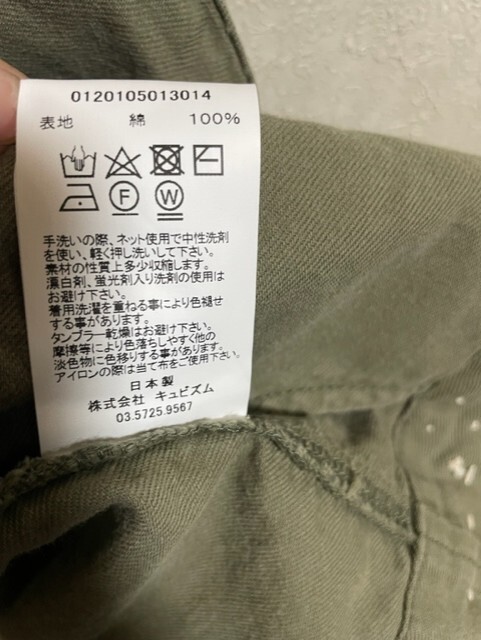 0120105013014
表地 綿 100%
F W
手洗いの際、ネット使用で中性洗剤
を使い、軽く押し洗いして下さい。
素材の性質上多少収縮します。
漂白剤、蛍光剤入り洗剤の使用は
お避け下さい。
着用洗濯を重ねる事により色褪せ
する事があります。
タンブラー乾燥はお避け下さい。
摩擦等により色落ちしやすく他の
淡色物に色移りする事があります。
アイロンの際は当て布をご使用下さい。
日本製
株式会社 キュビズム
03.5725.9567